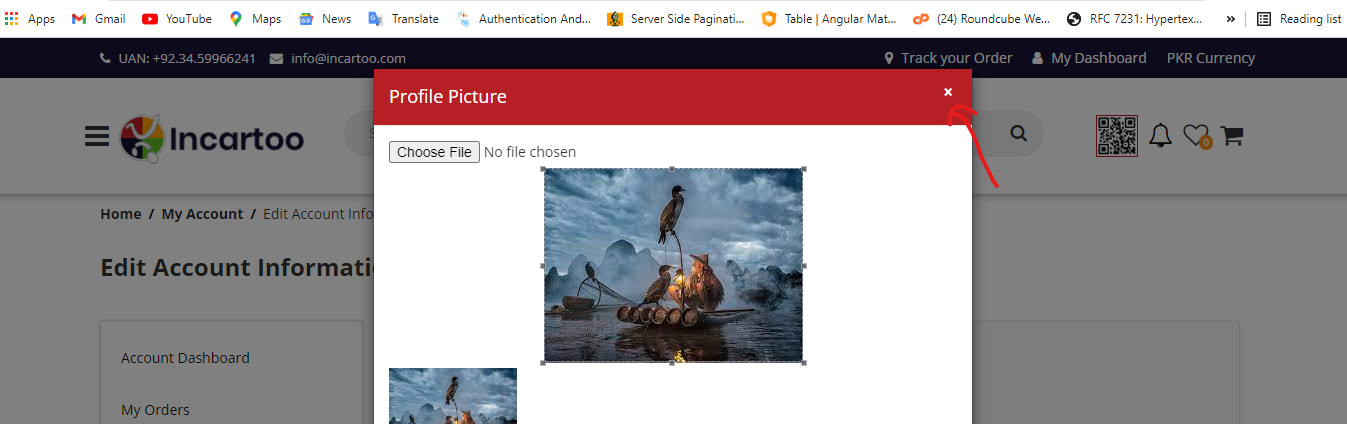 Apps Gmail YouTube Maps News Translate Authentication And... Server Side Paginati... Table | Angular Mat... (24) Roundcube We... RFC 7231: Hypertex... » Reading list
UAN: +92.34.59966241 info@incartoo.com Track your Order My Dashboard PKR Currency
Profile Picture ×
Incartoo 0
Choose File No file chosen
Home / My Account / Edit Account Info
Edit Account Informati
Account Dashboard
My Orders